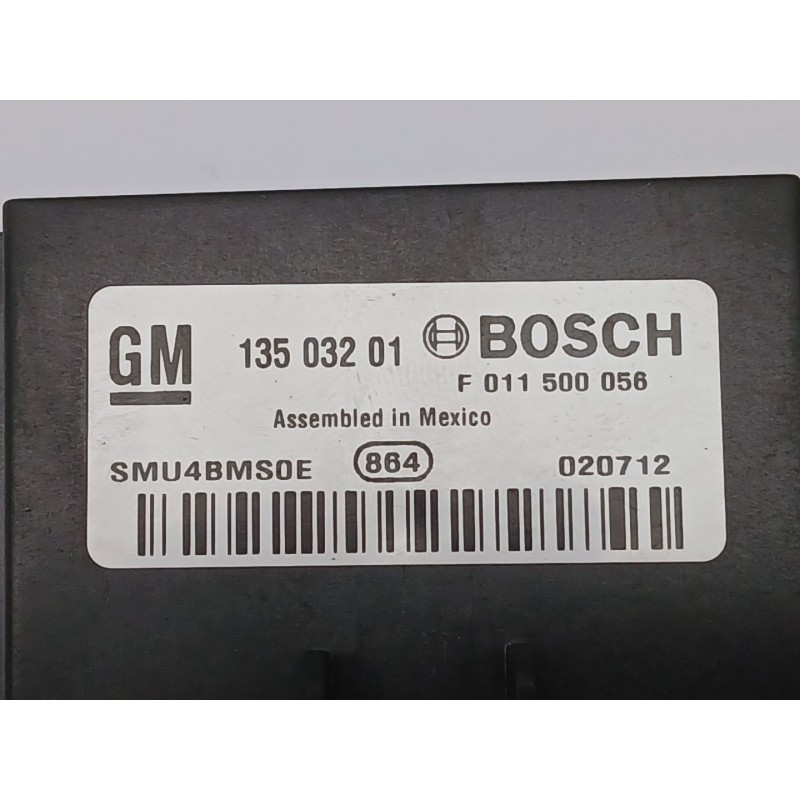 GM 135 032 01 BOSCH
F 011 500 056
Assembled in Mexico
SMU4BMS0E 864 020712